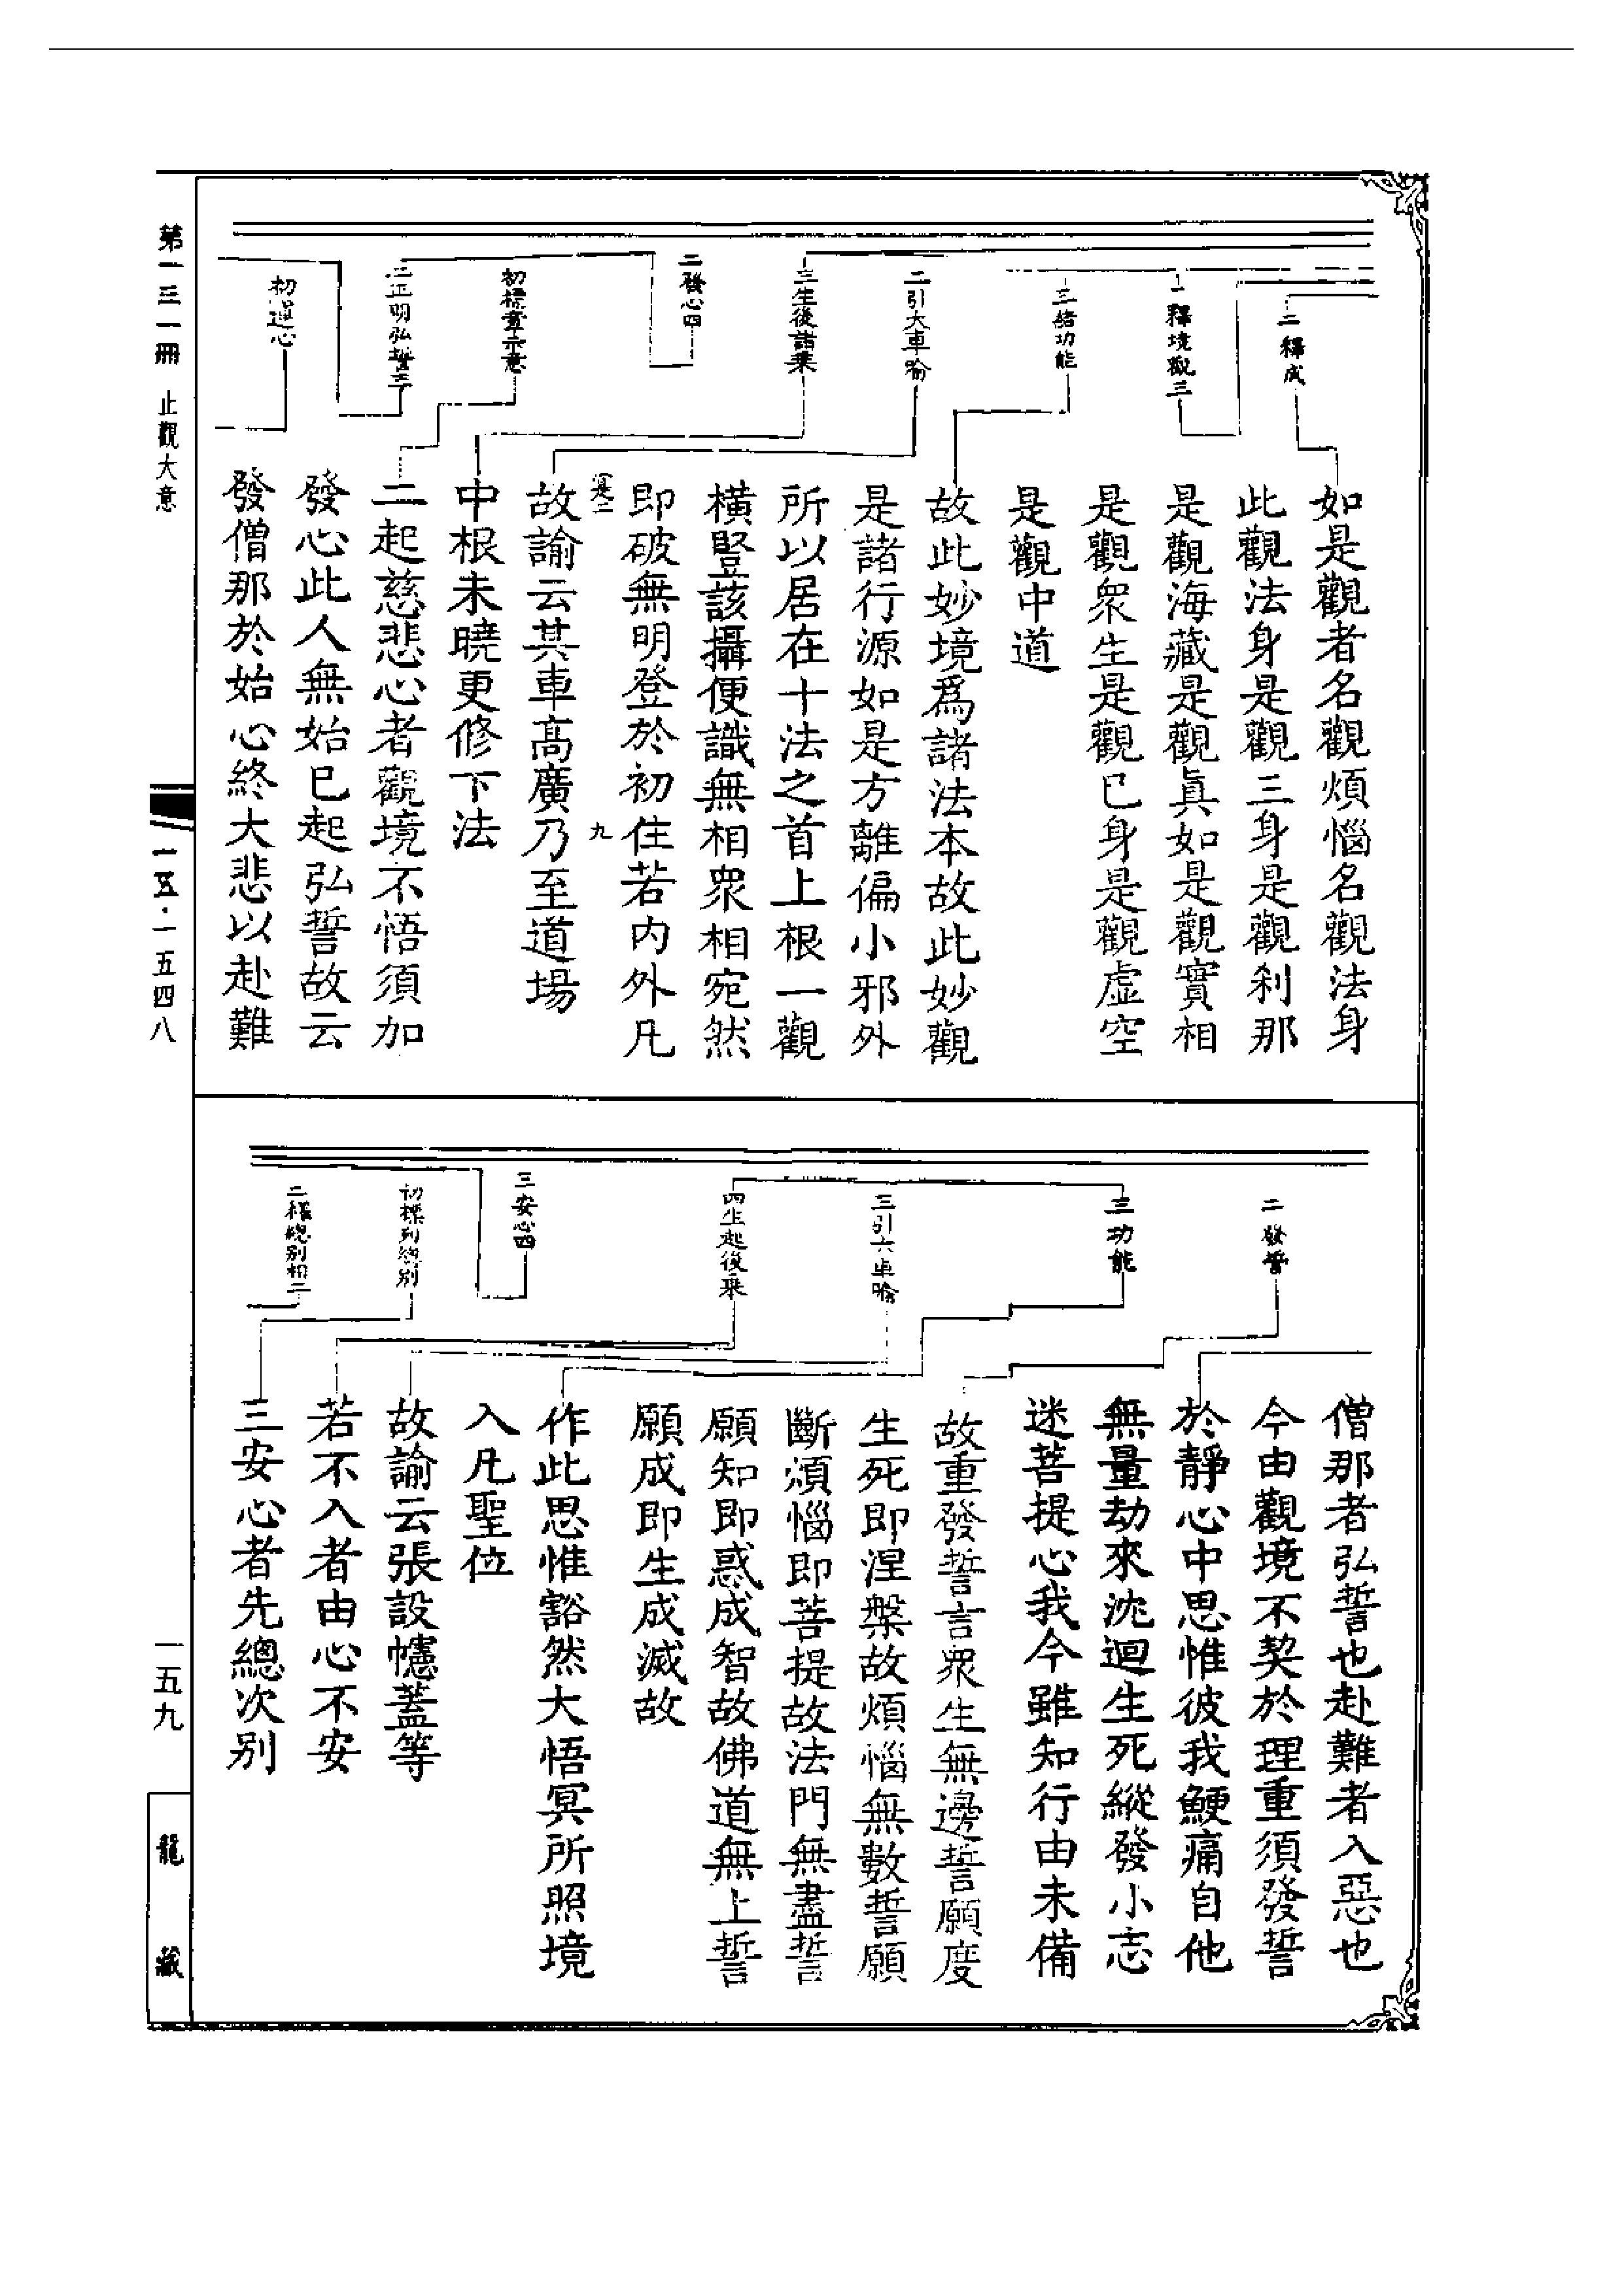 二釋成
一釋境觀三
三結功能
二引大車喻
三生後諸乘
二發心四
初標章示意
二正明弘誓三
初運心
如是觀者名觀煩惱名觀法身
此觀法身是觀三身是觀刹那
是觀海藏是觀眞如是觀實相
是觀衆生是觀已身是觀虛空
是觀中道
故此妙境爲諸法本故此妙觀
是諸行源如是方離偏小邪外
所以居在十法之首上根一觀
橫豎該攝便識無相衆相宛然
即破無明登於初住若內外凡
九
故諭云其車高廣乃至道場
中根未曉更修下法
二起慈悲心者觀境不悟須加
發心此人無始已起弘誓故云
發僧那於始心終大悲以赴難
第一三一冊 止觀大意
一五·一五四八
二發誓
三功能
三引大車喻
四生起後乘
三安心四
初標列總別
二釋總別相二
僧那者弘誓也赴難者入惡也
今由觀境不契於理重須發誓
於靜心中思惟彼我鯁痛自他
無量劫來沈迴生死縱發小志
迷菩提心我今雖知行由未備
故重發誓言衆生無邊誓願度
生死即涅槃故煩惱無數誓願
斷煩惱即菩提故法門無盡誓
願知即惑成智故佛道無上誓
願成即生成滅故
作此思惟豁然大悟冥所照境
入凡聖位
故諭云張設幰蓋等
若不入者由心不安
三安心者先總次別
一五九
龍藏